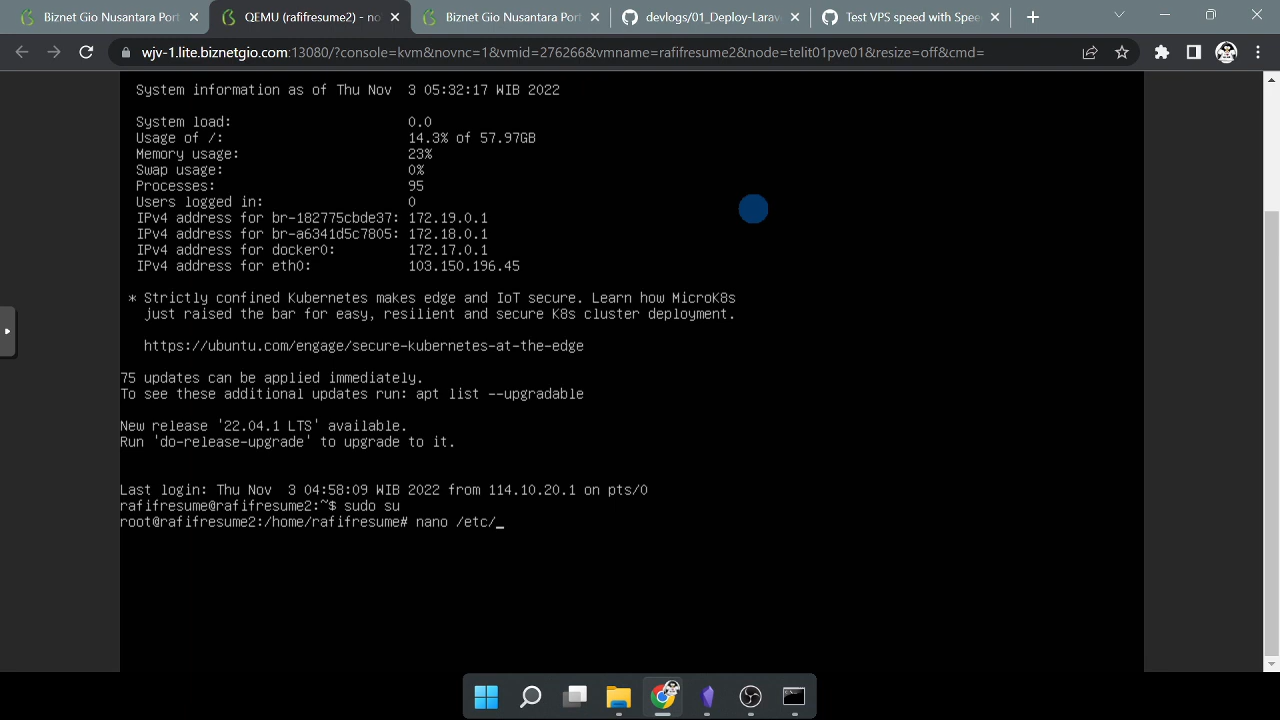 Biznet Gio Nusantara Port
QEMU (rafifresume2) - no
Biznet Gio Nusantara Port
devlogs/01_Deploy-Larav
Test VPS speed with Spee
wjv-1.lite.biznetgio.com:13080/?console=kvm&novnc=1&vmid=276266&vmname=rafifresume2&node=telit01pve01&resize=off&cmd=
System information as of Thu Nov  3 05:32:17 WIB 2022
System load: 0.0
Usage of /: 14.3% of 57.97GB
Memory usage: 23%
Swap usage: 0%
Processes: 95
Users logged in: 0
IPv4 address for br-182775cbde37: 172.19.0.1
IPv4 address for br-a6341d5c7805: 172.18.0.1
IPv4 address for docker0: 172.17.0.1
IPv4 address for eth0: 103.150.196.45
* Strictly confined Kubernetes makes edge and IoT secure. Learn how MicroK8s
just raised the bar for easy, resilient and secure K8s cluster deployment.
https://ubuntu.com/engage/secure-kubernetes-at-the-edge
75 updates can be applied immediately.
To see these additional updates run: apt list --upgradable
New release '22.04.1 LTS' available.
Run 'do-release-upgrade' to upgrade to it.
Last login: Thu Nov  3 04:58:09 WIB 2022 from 114.10.20.1 on pts/0
rafifresume@rafifresume2:~$ sudo su
root@rafifresume2:/home/rafifresume# nano /etc/_